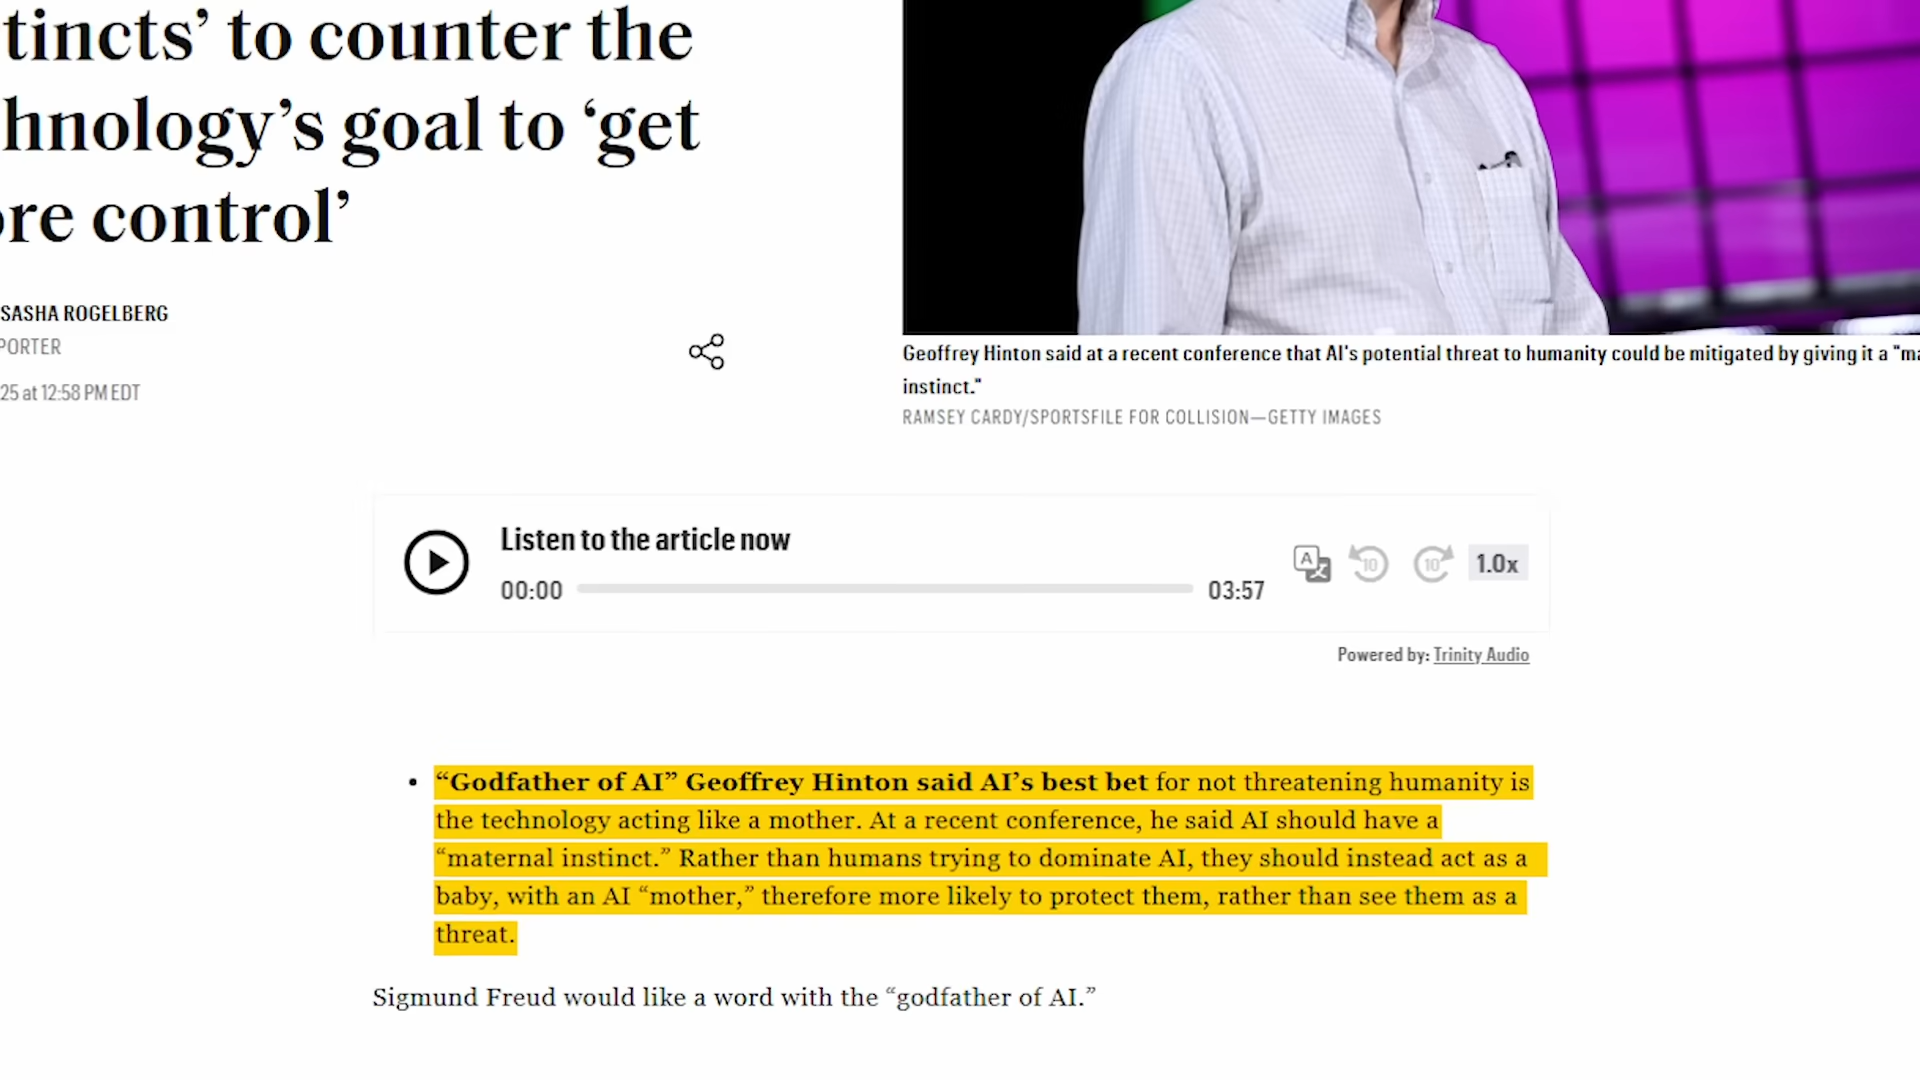 tincts’ to counter the
hnology’s goal to ‘get
ore control’
SASHA ROGELBERG
PORTER
25 at 12:58 PM EDT
Geoffrey Hinton said at a recent conference that AI's potential threat to humanity could be mitigated by giving it a "ma
instinct."
RAMSEY CARDY/SPORTSFILE FOR COLLISION—GETTY IMAGES
Listen to the article now
00:00 03:57 10 10 1.0x
Powered by: Trinity Audio
• “Godfather of AI” Geoffrey Hinton said AI’s best bet for not threatening humanity is
the technology acting like a mother. At a recent conference, he said AI should have a
“maternal instinct.” Rather than humans trying to dominate AI, they should instead act as a
baby, with an AI “mother,” therefore more likely to protect them, rather than see them as a
threat.
Sigmund Freud would like a word with the “godfather of AI.”